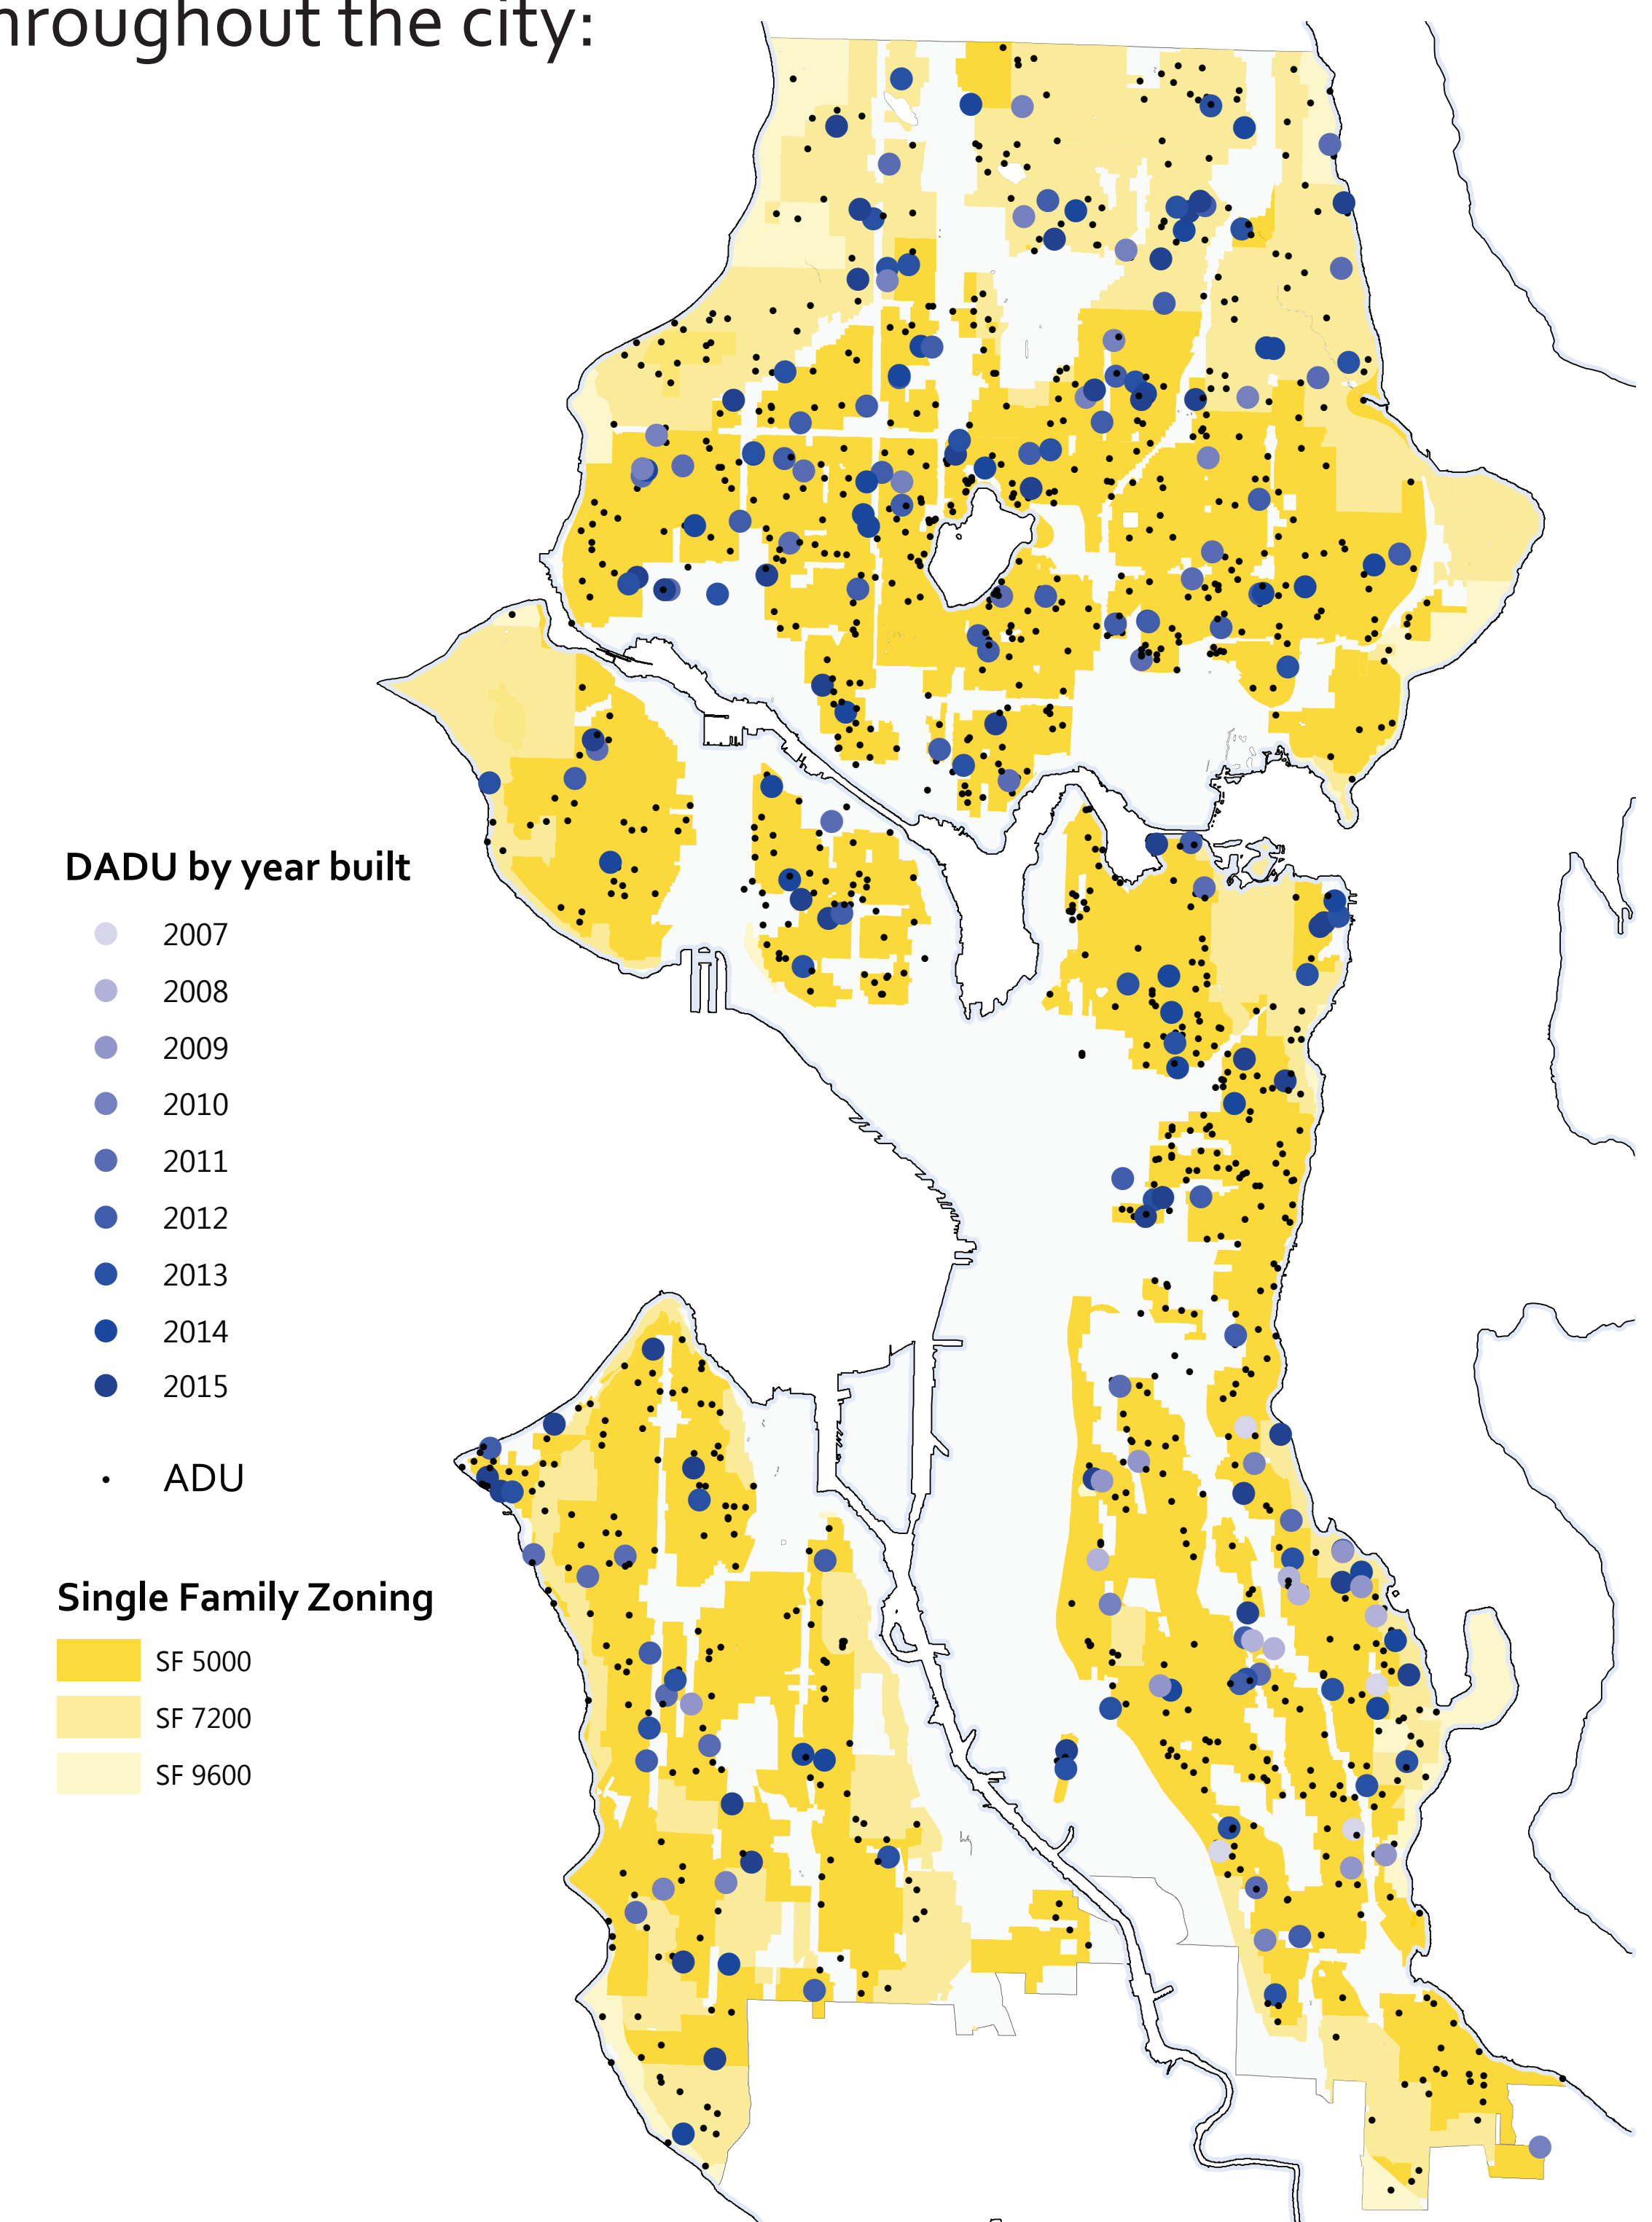 hroughout the city:
DADU by year built
2007
2008
2009
2010
2011
2012
2013
2014
2015
ADU
Single Family Zoning
SF 5000
SF 7200
SF 9600